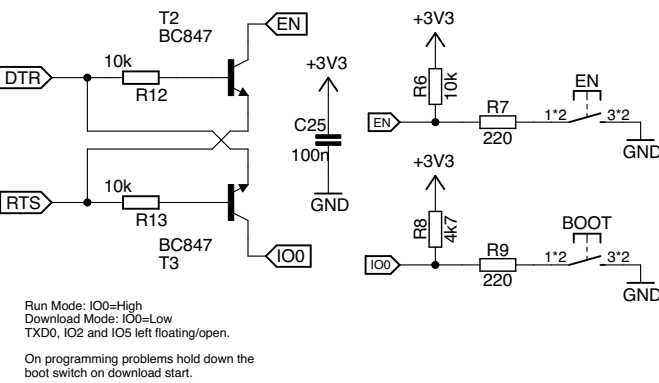 T2
BC847
EN
10k
DTR
R12
+3V3
C25
100n
GND
RTS
10k
R13
BC847
T3
IO0
+3V3
R6
10k
EN
R7
220
EN
1*2
3*2
GND
+3V3
R8
4k7
IO0
R9
220
BOOT
1*2
3*2
GND
Run Mode: IO0=High
Download Mode: IO0=Low
TXD0, IO2 and IO5 left floating/open.
On programming problems hold down the
boot switch on download start.